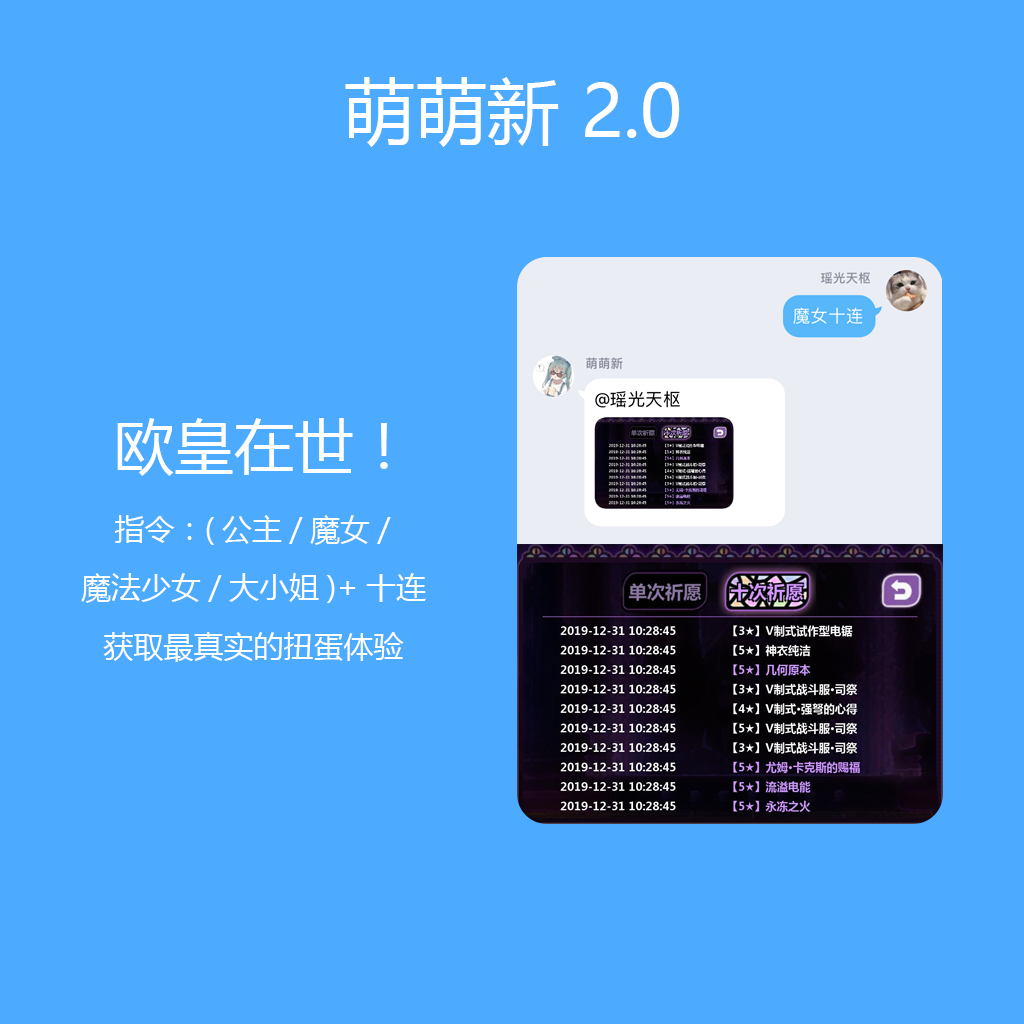 萌萌新 2.0
欧皇在世！
指令：( 公主 / 魔女 /
魔法少女 / 大小姐 )+ 十连
获取最真实的扭蛋体验
瑶光天枢
魔女十连
萌萌新
@瑶光天枢
单次祈愿 十次祈愿
2019-12-31 10:28:45 【3★】V制式试作型电锯
2019-12-31 10:28:45 【5★】神衣纯洁
2019-12-31 10:28:45 【5★】几何原本
2019-12-31 10:28:45 【3★】V制式战斗服·司祭
2019-12-31 10:28:45 【4★】V制式·强弩的心得
2019-12-31 10:28:45 【5★】V制式战斗服·司祭
2019-12-31 10:28:45 【3★】V制式战斗服·司祭
2019-12-31 10:28:45 【5★】尤姆·卡克斯的赐福
2019-12-31 10:28:45 【5★】流溢电能
2019-12-31 10:28:45 【5★】永冻之火